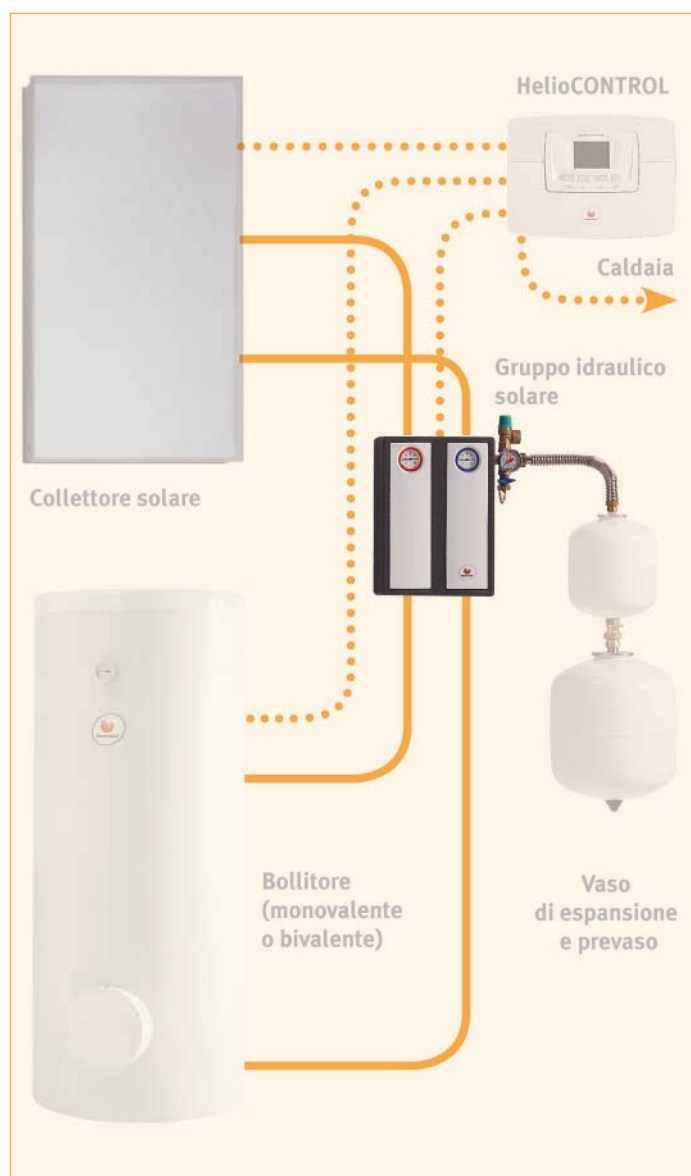 HelioCONTROL
Caldaia
Gruppo idraulico
solare
Collettore solare
Bollitore
(monovalente
o bivalente)
Vaso
di espansione
e prevaso